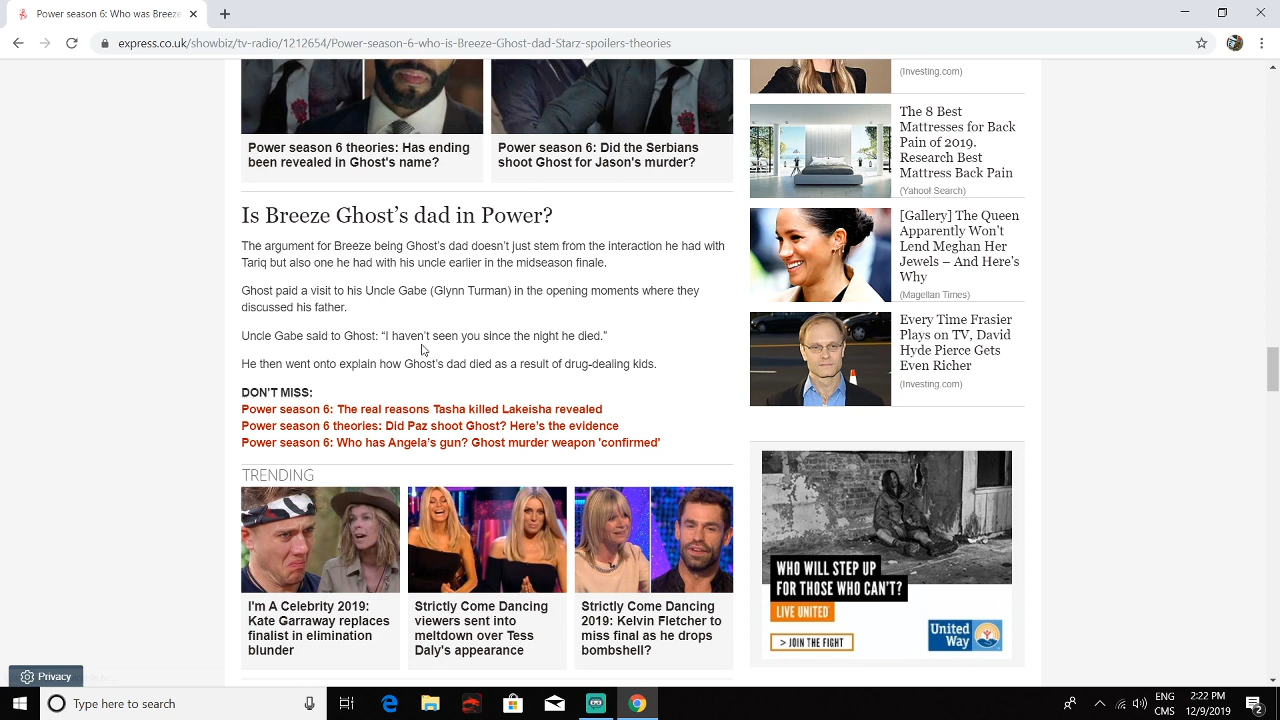 Power season 6: Who was Breeze
express.co.uk/showbiz/tv-radio/1212654/Power-season-6-who-is-Breeze-Ghost-dad-Starz-spoilers-theories
Power season 6 theories: Has ending
been revealed in Ghost's name?
Power season 6: Did the Serbians
shoot Ghost for Jason's murder?
Is Breeze Ghost’s dad in Power?
The argument for Breeze being Ghost’s dad doesn’t just stem from the interaction he had with
Tariq but also one he had with his uncle earlier in the midseason finale.
Ghost paid a visit to his Uncle Gabe (Glynn Turman) in the opening moments where they
discussed his father.
Uncle Gabe said to Ghost: “I haven’t seen you since the night he died.”
He then went onto explain how Ghost’s dad died as a result of drug-dealing kids.
DON'T MISS:
Power season 6: The real reasons Tasha killed Lakeisha revealed
Power season 6 theories: Did Paz shoot Ghost? Here’s the evidence
Power season 6: Who has Angela’s gun? Ghost murder weapon 'confirmed'
TRENDING
I'm A Celebrity 2019:
Kate Garraway replaces
finalist in elimination
blunder
Strictly Come Dancing
viewers sent into
meltdown over Tess
Daly's appearance
Strictly Come Dancing
2019: Kelvin Fletcher to
miss final as he drops
bombshell?
(Investing.com)
The 8 Best
Mattresses for Back
Pain of 2019.
Research Best
Mattress Back Pain
(Yahoo! Search)
[Gallery] The Queen
Apparently Won't
Lend Meghan Her
Jewels – And Here's
Why
(Magellan Times)
Every Time Frasier
Plays on TV, David
Hyde Pierce Gets
Even Richer
(Investing.com)
WHO WILL STEP UP
FOR THOSE WHO CAN'T?
LIVE UNITED
> JOIN THE FIGHT
United
Way
Privacy
Type here to search
ENG
CMS
2:22 PM
12/9/2019
2